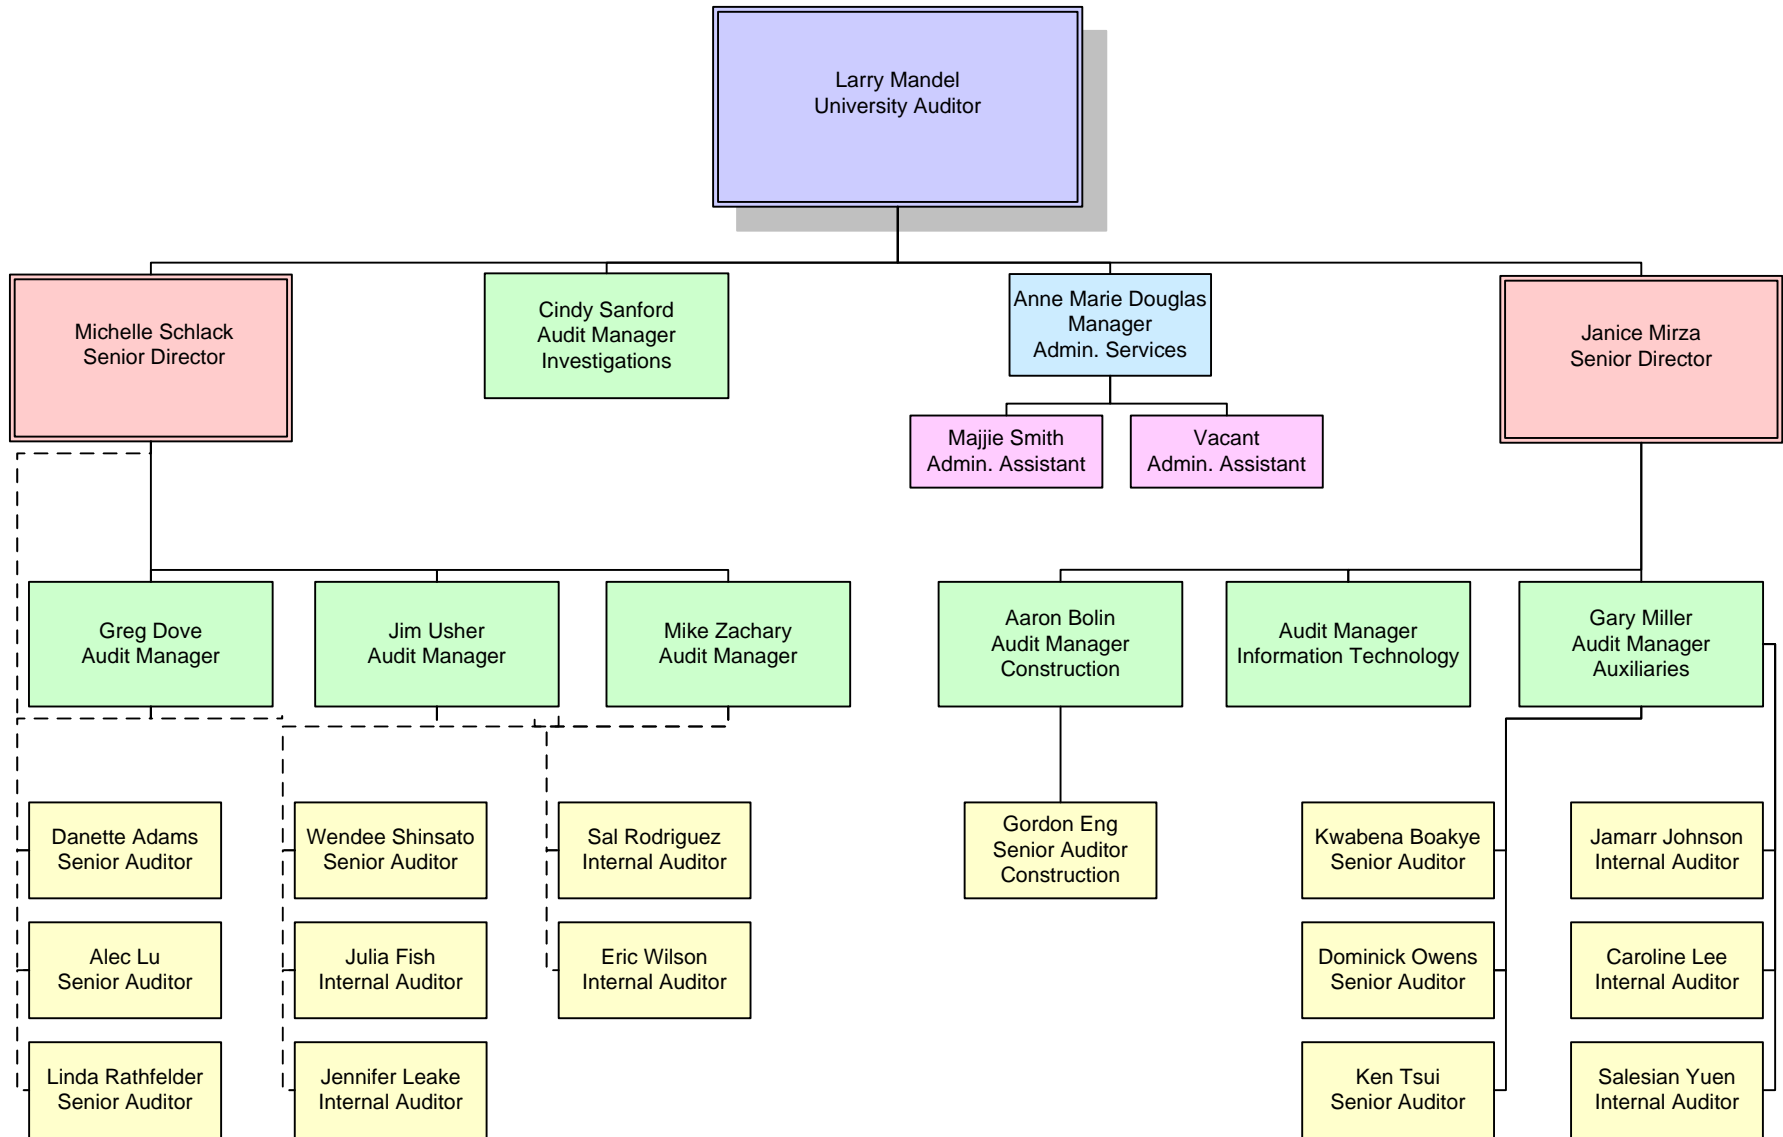 Larry Mandel
University Auditor
Michelle Schlack
Senior Director
Cindy Sanford
Audit Manager
Investigations
Anne Marie Douglas
Manager
Admin. Services
Janice Mirza
Senior Director
Majjie Smith
Admin. Assistant
Vacant
Admin. Assistant
Greg Dove
Audit Manager
Jim Usher
Audit Manager
Mike Zachary
Audit Manager
Aaron Bolin
Audit Manager
Construction
Audit Manager
Information Technology
Gary Miller
Audit Manager
Auxiliaries
Danette Adams
Senior Auditor
Wendee Shinsato
Senior Auditor
Sal Rodriguez
Internal Auditor
Gordon Eng
Senior Auditor
Construction
Kwabena Boakye
Senior Auditor
Jamarr Johnson
Internal Auditor
Alec Lu
Senior Auditor
Julia Fish
Internal Auditor
Eric Wilson
Internal Auditor
Dominick Owens
Senior Auditor
Caroline Lee
Internal Auditor
Linda Rathfelder
Senior Auditor
Jennifer Leake
Internal Auditor
Ken Tsui
Senior Auditor
Salesian Yuen
Internal Auditor